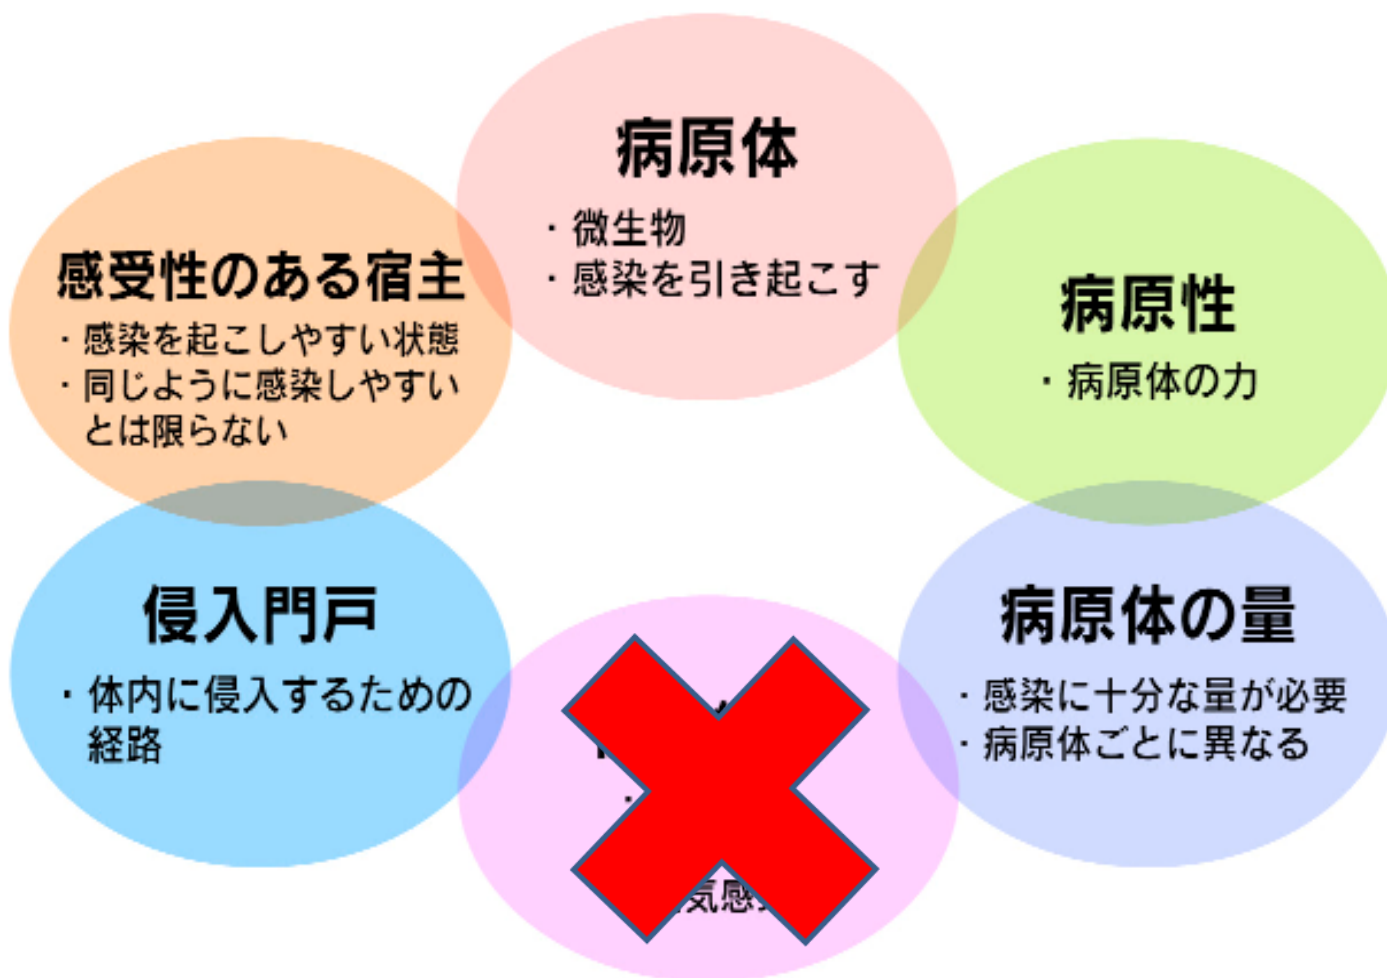 病原体
・微生物
・感染を引き起こす
感受性のある宿主
・感染を起こしやすい状態
・同じように感染しやすい
とは限らない
病原性
・病原体の力
侵入門戸
・体内に侵入するための
経路
病原体の量
・感染に十分な量が必要
・病原体ごとに異なる
気感